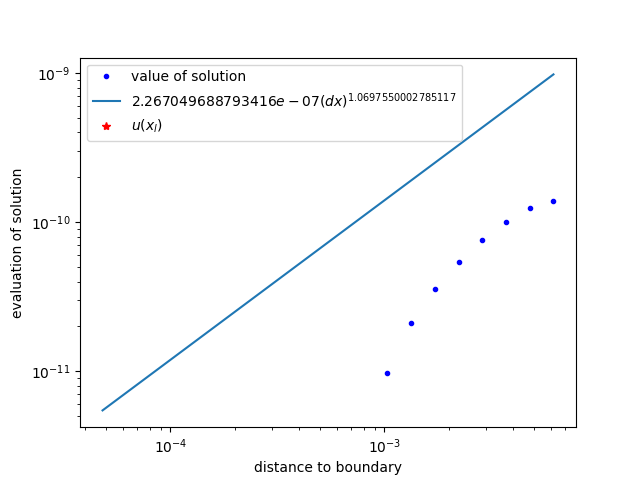 value of solution
2.267049688793416e − 07(dx)^1.0697550002785117
u(x_l)
10^−9
10^−10
10^−11
evaluation of solution
10^−4
10^−3
distance to boundary